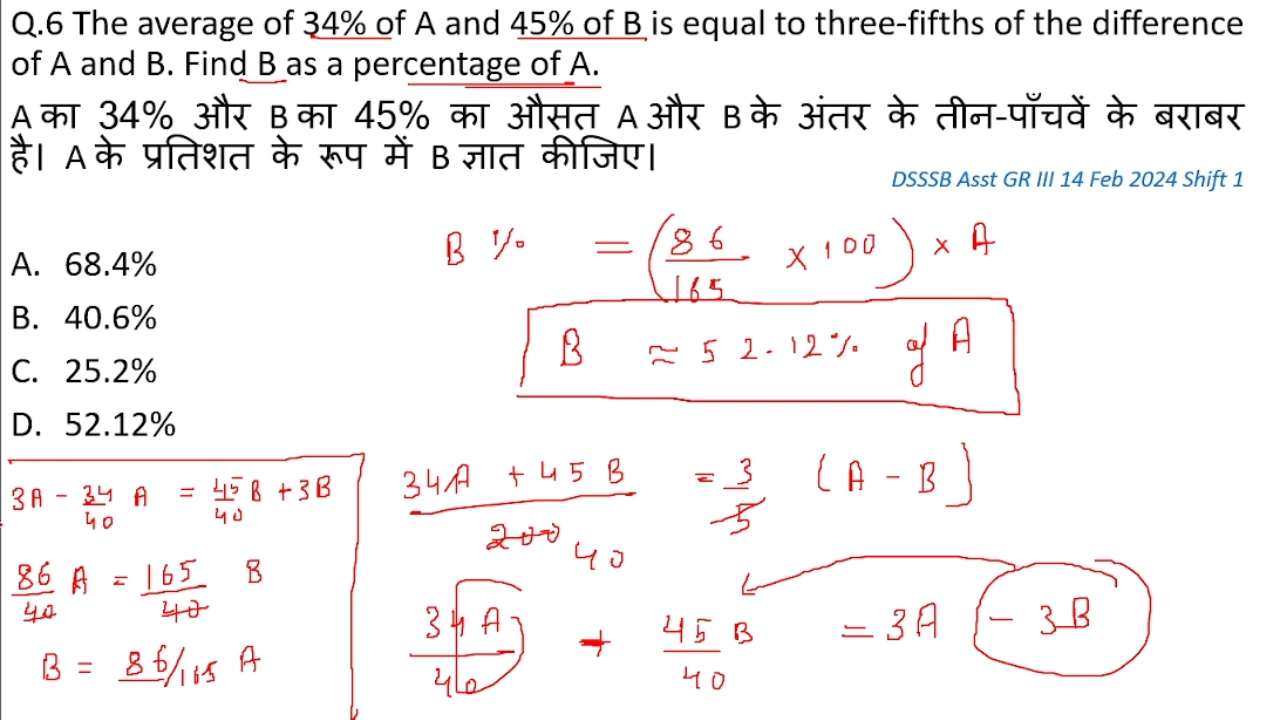 Q.6 The average of 34% of A and 45% of B is equal to three-fifths of the difference
of A and B. Find B as a percentage of A.
A का 34% और B का 45% का औसत A और B के अंतर के तीन-पाँचवें के बराबर
है। A के प्रतिशत के रूप में B ज्ञात कीजिए।
DSSSB Asst GR III 14 Feb 2024 Shift 1
A. 68.4%
B. 40.6%
C. 25.2%
D. 52.12%
B % = (86/165 × 100) × A
B ≈ 52.12% of A
3A - 34/40 A = 45/40 B + 3B
86/40 A = 165/40 B
B = 86/165 A
34A + 45B / 200 40 = 3/5 (A - B)
34A/40 + 45/40 B = 3A - 3B